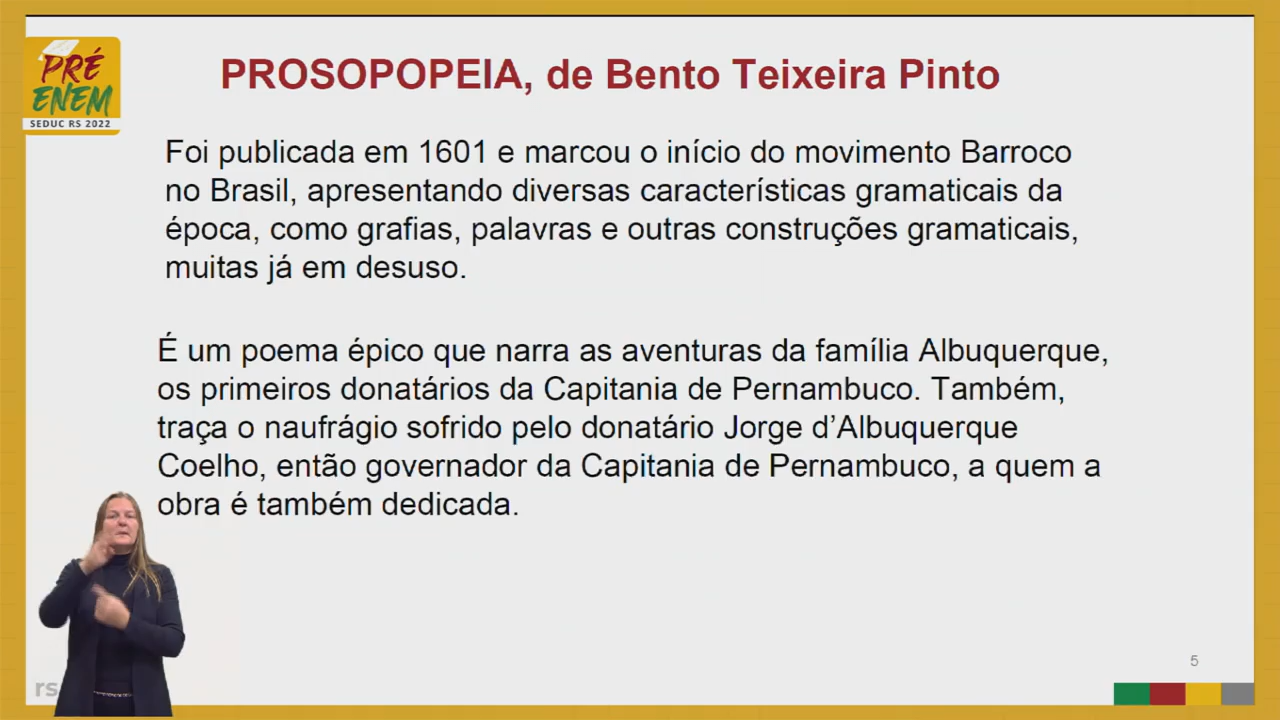 PRÉ
ENEM
SEDUC RS 2022
PROSOPOPEIA, de Bento Teixeira Pinto
Foi publicada em 1601 e marcou o início do movimento Barroco
no Brasil, apresentando diversas características gramaticais da
época, como grafias, palavras e outras construções gramaticais,
muitas já em desuso.
É um poema épico que narra as aventuras da família Albuquerque,
os primeiros donatários da Capitania de Pernambuco. Também,
traça o naufrágio sofrido pelo donatário Jorge d’Albuquerque
Coelho, então governador da Capitania de Pernambuco, a quem a
obra é também dedicada.
5
rs